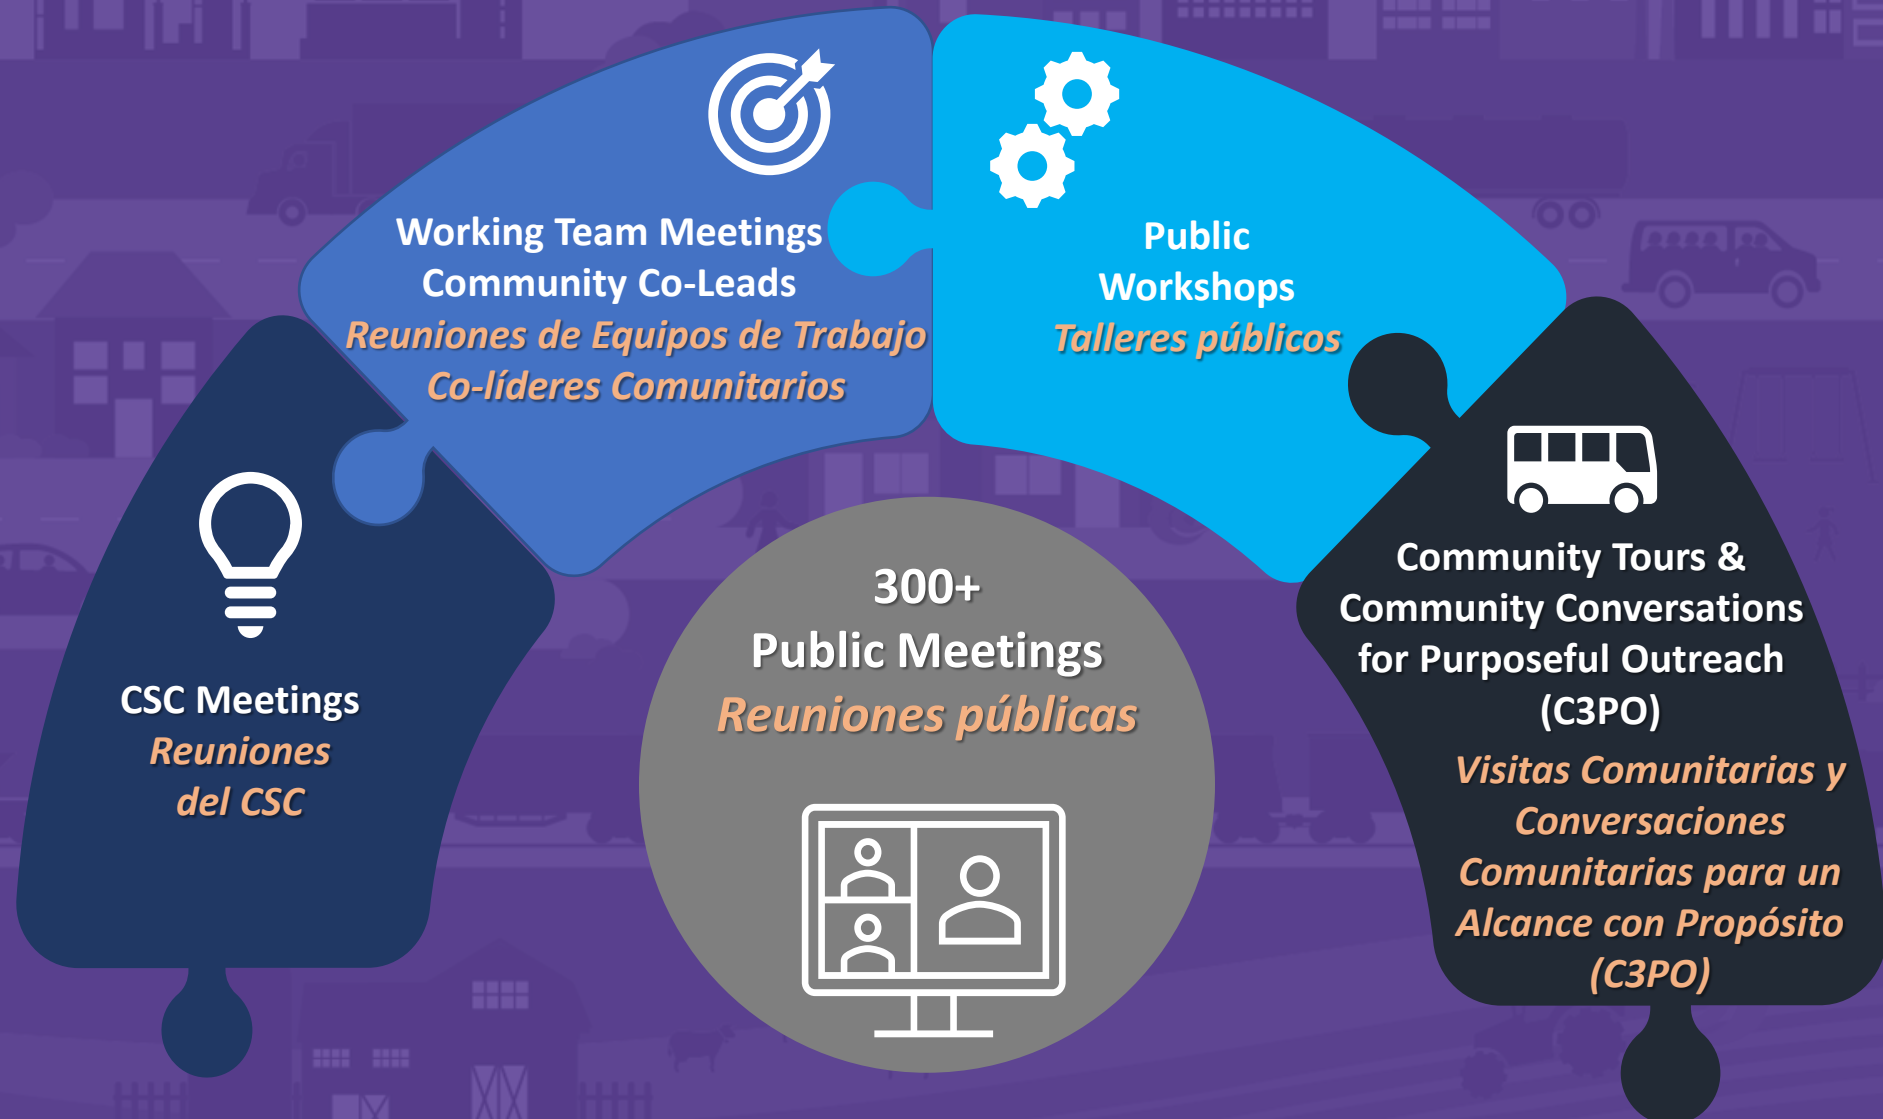 Working Team Meetings
Community Co-Leads
Reuniones de Equipos de Trabajo
Co-líderes Comunitarios
Public
Workshops
Talleres públicos
CSC Meetings
Reuniones
del CSC
300+
Public Meetings
Reuniones públicas
Community Tours &
Community Conversations
for Purposeful Outreach
(C3PO)
Visitas Comunitarias y
Conversaciones
Comunitarias para un
Alcance con Propósito
(C3PO)